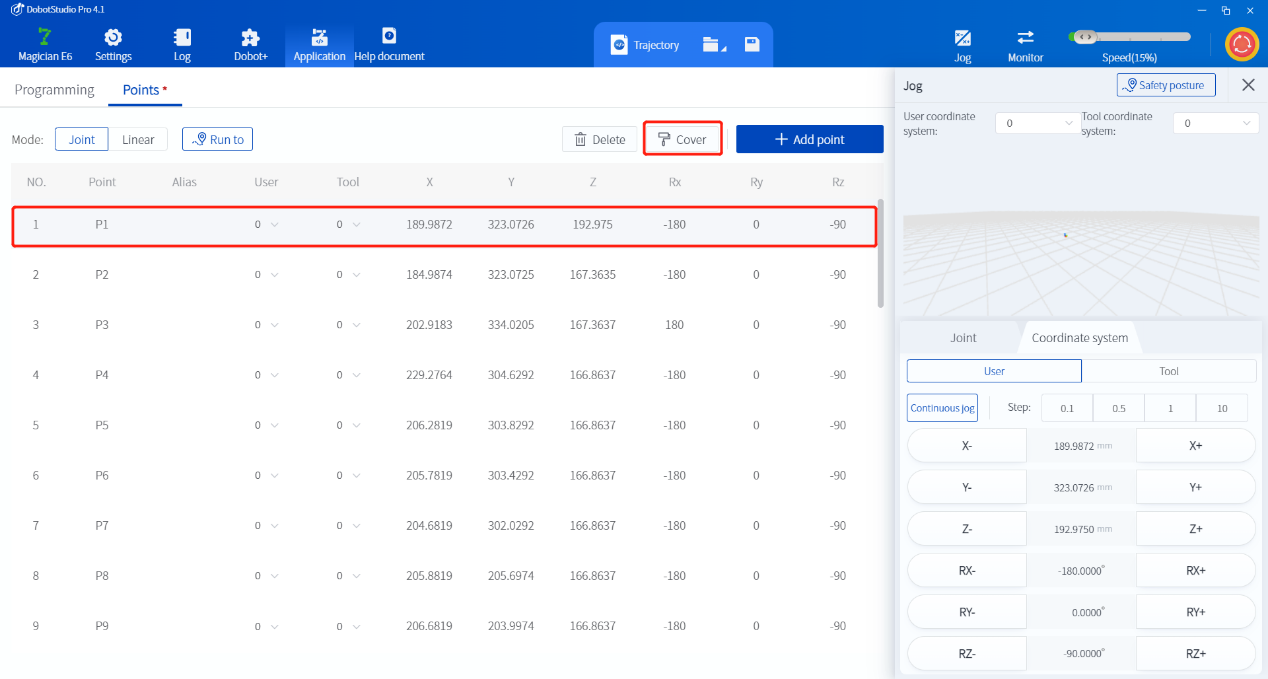 DobotStudio Pro 4.1
Magician E6 Settings Log Dobot+ Application Help document Trajectory Jog Monitor Speed(15%)
Programming Points •
Mode: Joint Linear Run to Delete Cover + Add point
NO. Point Alias User Tool X Y Z Rx Ry Rz
1 P1 0 0 189.9872 323.0726 192.975 -180 0 -90
2 P2 0 0 184.9874 323.0725 167.3635 -180 0 -90
3 P3 0 0 202.9183 334.0205 167.3637 180 0 -90
4 P4 0 0 229.2764 304.6292 166.8637 -180 0 -90
5 P5 0 0 206.2819 303.8292 166.8637 -180 0 -90
6 P6 0 0 205.7819 303.4292 166.8637 -180 0 -90
7 P7 0 0 204.6819 302.0292 166.8637 -180 0 -90
8 P8 0 0 205.8819 205.6974 166.8637 -180 0 -90
9 P9 0 0 206.6819 203.9974 166.8637 -180 0 -90
Jog Safety posture
User coordinate system: 0 Tool coordinate system: 0
Joint Coordinate system
User Tool
Continuous jog Step: 0.1 0.5 1 10
X- 189.9872 mm X+
Y- 323.0726 mm Y+
Z- 192.9750 mm Z+
RX- -180.0000° RX+
RY- 0.0000° RY+
RZ- -90.0000° RZ+